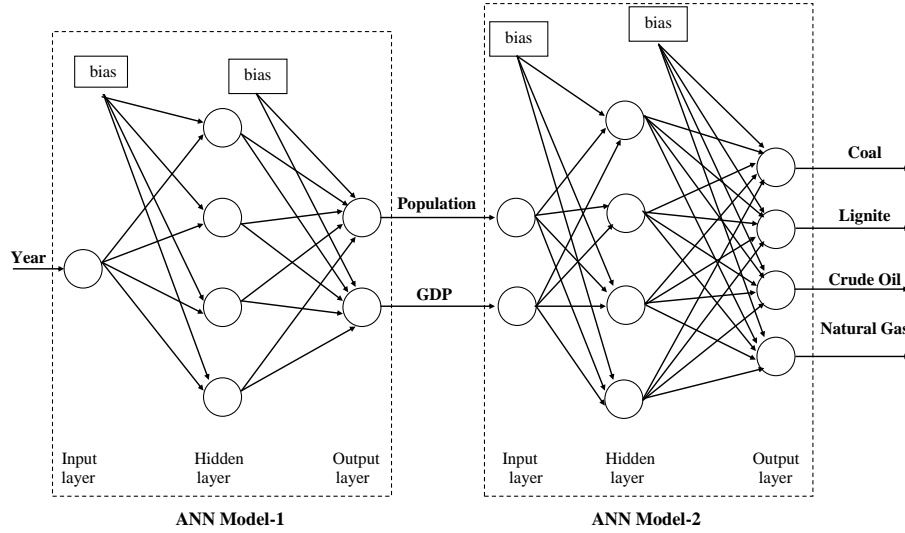 bias
bias
bias
bias
Coal
Population
Lignite
Year
Crude Oil
GDP
Natural Gas
Input
layer
Hidden
layer
Output
layer
Input
layer
Hidden
layer
Output
layer
ANN Model-1
ANN Model-2